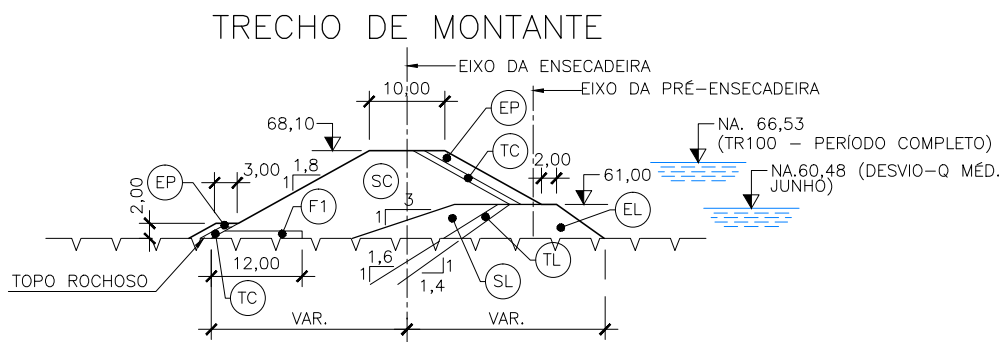 TRECHO DE MONTANTE
EIXO DA ENSECADEIRA
EIXO DA PRÉ-ENSECADEIRA
10,00
EP
68,10
TC
NA. 66,53
(TR100 - PERÍODO COMPLETO)
2,00
NA.60,48 (DESVIO-Q MÉD.
JUNHO)
EP
3,00
1,8
1
SC
61,00
2,00
F1
3
1
EL
12,00
1,6
1
TL
TOPO ROCHOSO
TC
1
1,4
SL
VAR.
VAR.